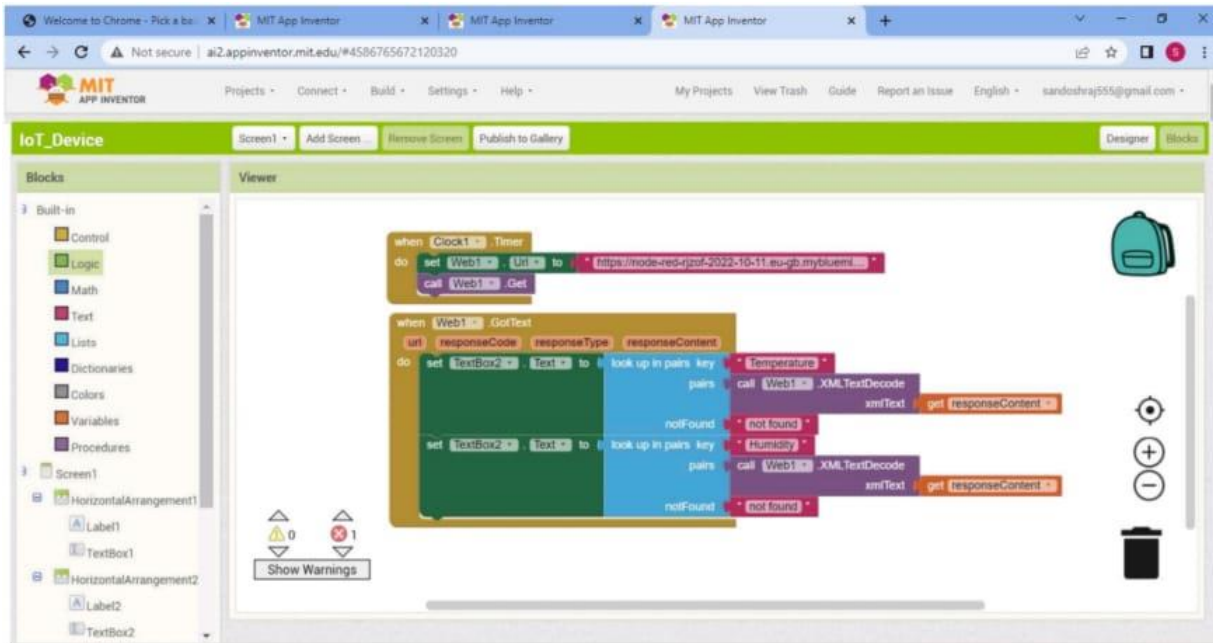 Welcome to Chrome - Pick a ba
MIT App Inventor
MIT App Inventor
MIT App Inventor
Not secure | ai2.appinventor.mit.edu/#4586765672120320
S
MIT
APP INVENTOR
Projects
Connect
Build
Settings
Help
My Projects
View Trash
Guide
Report an Issue
English
sandoshraj555@gmail.com
IoT_Device
Screen1
Add Screen ...
Remove Screen
Publish to Gallery
Designer
Blocks
Blocks
Built-in
Control
Logic
Math
Text
Lists
Dictionaries
Colors
Variables
Procedures
Screen1
HorizontalArrangement1
Label1
TextBox1
HorizontalArrangement2
Label2
TextBox2
Viewer
when Clock1 .Timer
do set Web1 . Url to " https://node-red-rjzof-2022-10-11.eu-gb.mybluemi... "
call Web1 .Get
when Web1 .GotText
url responseCode responseType responseContent
do set TextBox2 . Text to look up in pairs key " Temperature "
pairs call Web1 .XMLTextDecode
xmlText get responseContent
notFound " not found "
set TextBox2 . Text to look up in pairs key " Humidity "
pairs call Web1 .XMLTextDecode
xmlText get responseContent
notFound " not found "
0 1
Show Warnings